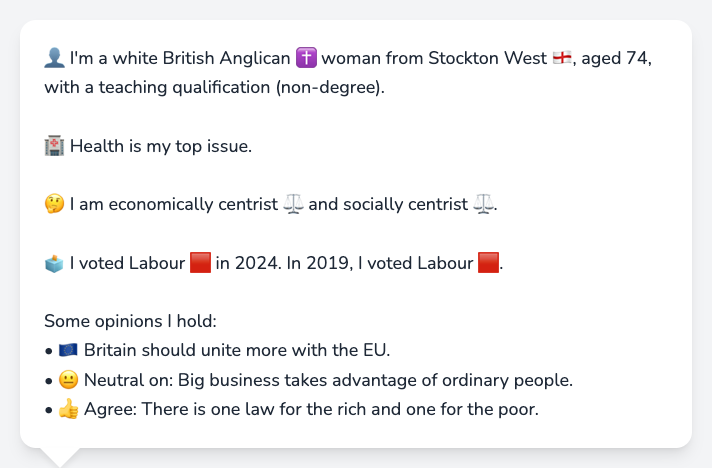 👤 I'm a white British Anglican ✝️ woman from Stockton West 🏴󠁧󠁢󠁥󠁮󠁧󠁿, aged 74,
with a teaching qualification (non-degree).
🏥 Health is my top issue.
🤔 I am economically centrist ⚖️ and socially centrist ⚖️.
🗳️ I voted Labour 🟥 in 2024. In 2019, I voted Labour 🟥.
Some opinions I hold:
• 🇪🇺 Britain should unite more with the EU.
• 😐 Neutral on: Big business takes advantage of ordinary people.
• 👍 Agree: There is one law for the rich and one for the poor.